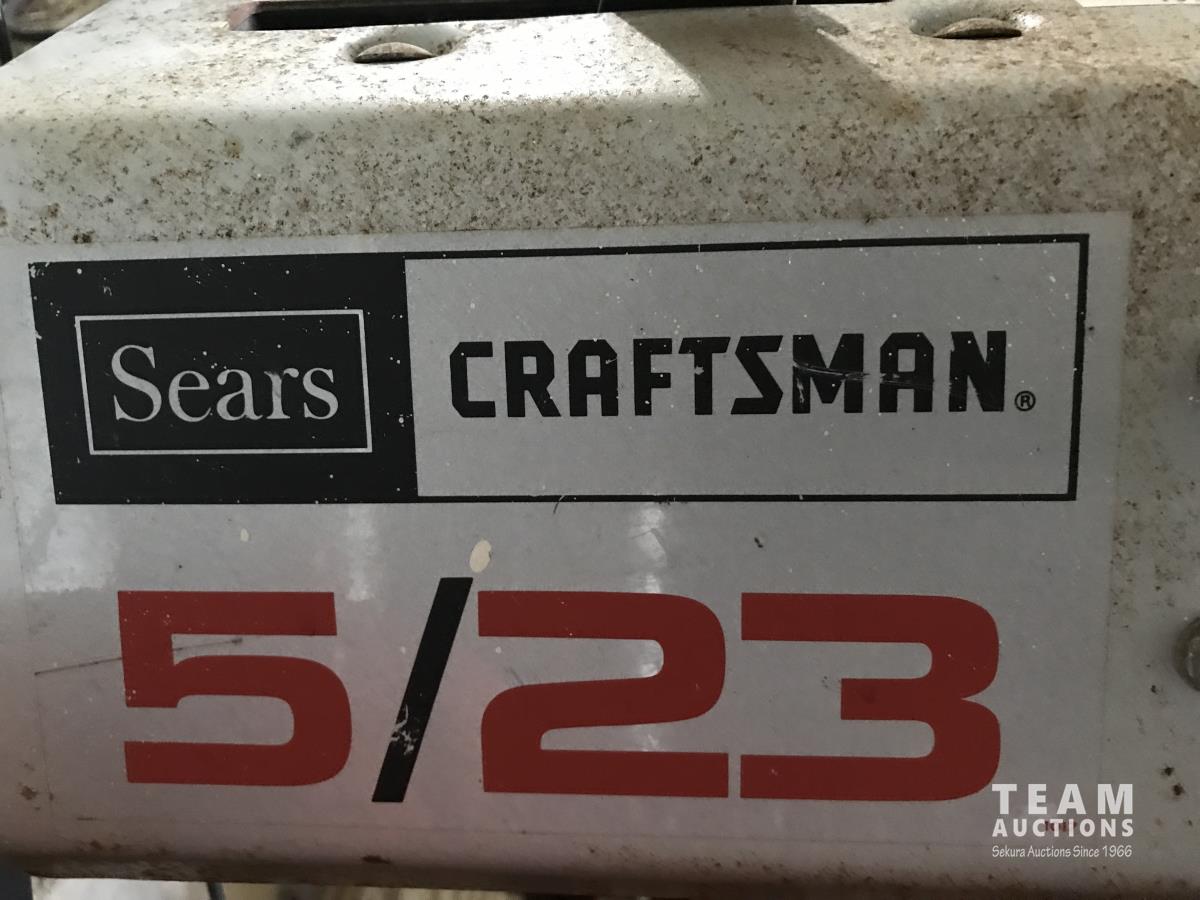 Sears CRAFTSMAN®
5/23
TEAM
AUCTIONS
Sekura Auctions Since 1966